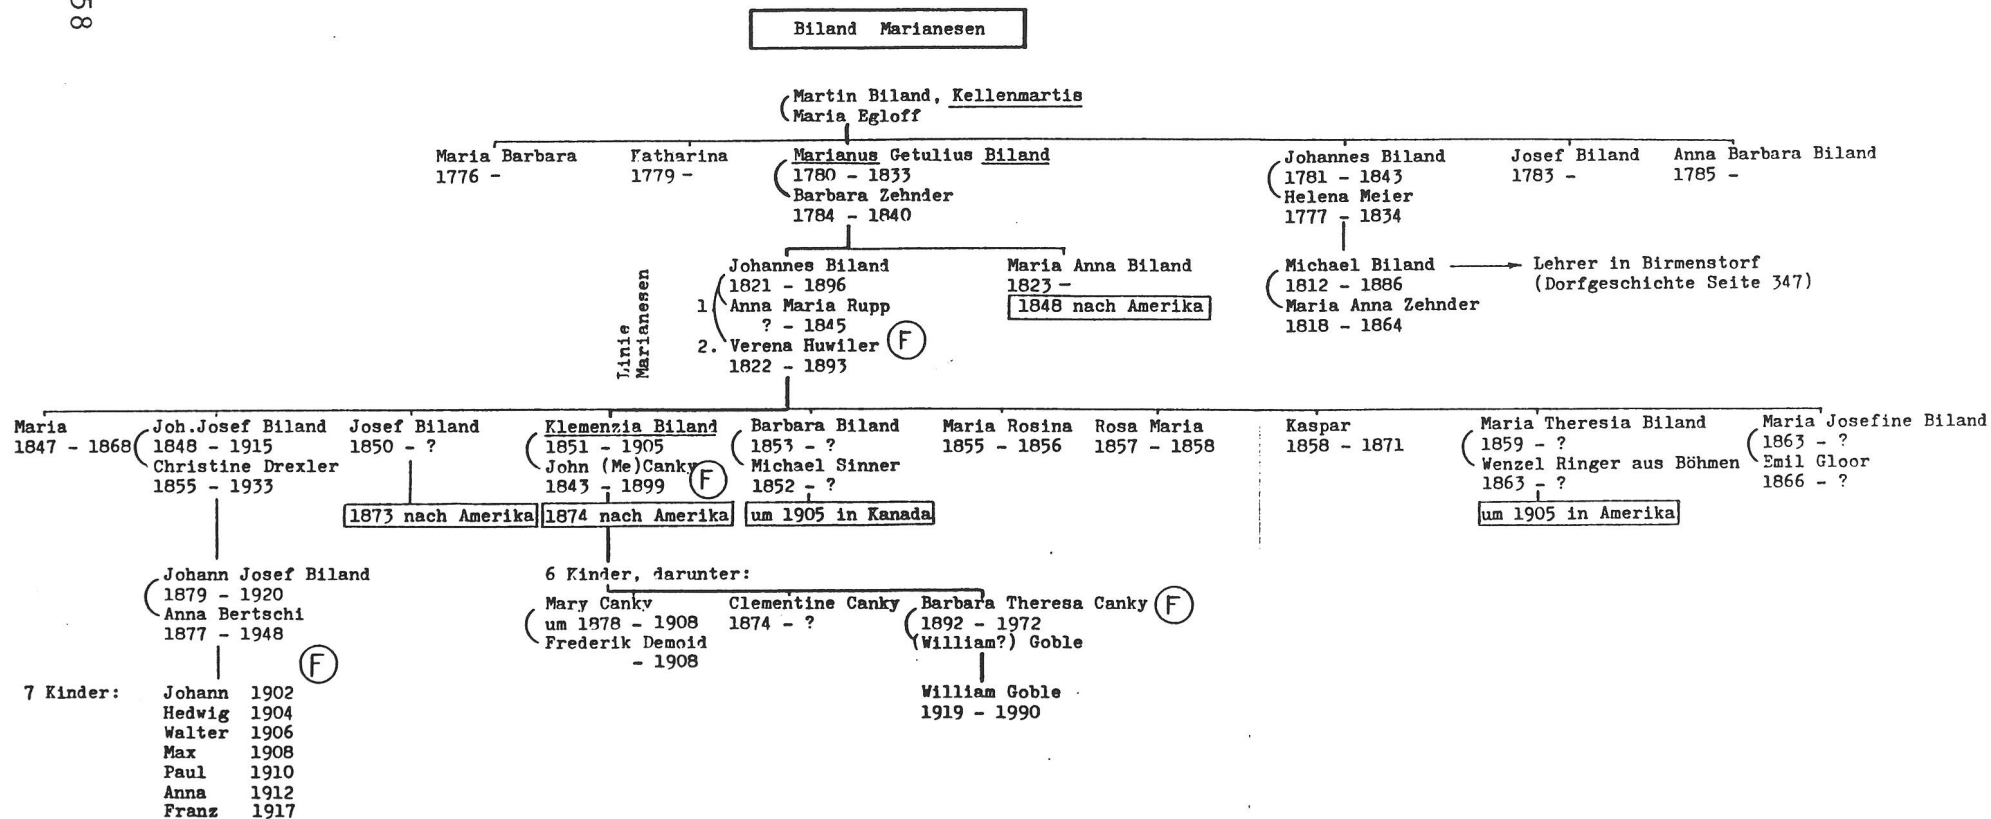 58
Biland Marianesen
Martin Biland, Kellenmartis
Maria Egloff
Maria Barbara
1776 -
Katharina
1779 -
Marianus Getulius Biland
1780 - 1833
Barbara Zehnder
1784 - 1840
Johannes Biland
1781 - 1843
Helena Meier
1777 - 1834
Josef Biland
1783 -
Anna Barbara Biland
1785 -
Linie
Marianesen
Johannes Biland
1821 - 1896
1. Anna Maria Rupp
? - 1845
2. Verena Huwiler F
1822 - 1893
Maria Anna Biland
1823 -
1848 nach Amerika
Michael Biland
1812 - 1886
Maria Anna Zehnder
1818 - 1864
Lehrer in Birmenstorf
(Dorfgeschichte Seite 347)
Maria
1847 - 1868
Joh.Josef Biland
1848 - 1915
Christine Drexler
1855 - 1933
Josef Biland
1850 - ?
1873 nach Amerika
Klemenzia Biland
1851 - 1905
John (Me)Canky F
1843 - 1899
1874 nach Amerika
Barbara Biland
1853 - ?
Michael Sinner
1852 - ?
um 1905 in Kanada
Maria Rosina
1855 - 1856
Rosa Maria
1857 - 1858
Kaspar
1858 - 1871
Maria Theresia Biland
1859 - ?
Wenzel Ringer aus Böhmen
1863 - ?
um 1905 in Amerika
Maria Josefine Biland
1863 - ?
Emil Gloor
1866 - ?
Johann Josef Biland
1879 - 1920
Anna Bertschi
1877 - 1948
F
7 Kinder:
Johann 1902
Hedwig 1904
Walter 1906
Max 1908
Paul 1910
Anna 1912
Franz 1917
6 Kinder, darunter:
Mary Canky
um 1878 - 1908
Frederik Demoid
- 1908
Clementine Canky
1874 - ?
Barbara Theresa Canky F
1892 - 1972
(William?) Goble
William Goble
1919 - 1990